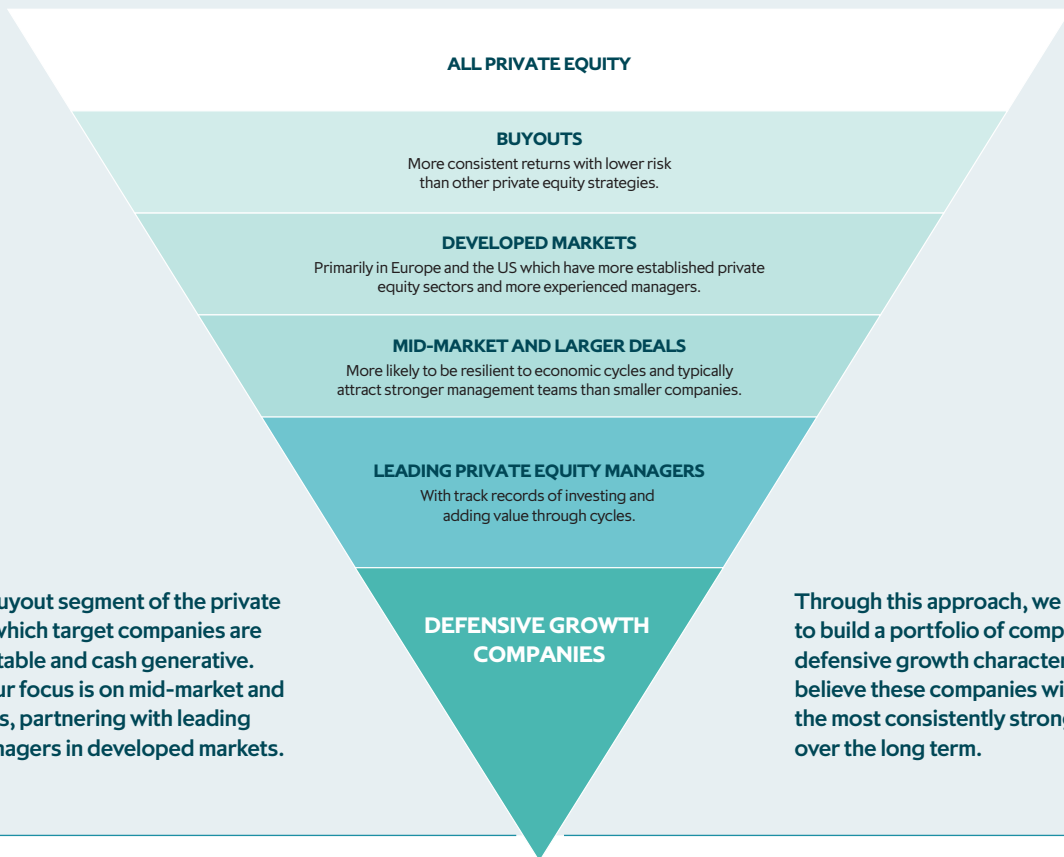 ALL PRIVATE EQUITY
BUYOUTS
More consistent returns with lower risk
than other private equity strategies.
DEVELOPED MARKETS
Primarily in Europe and the US which have more established private
equity sectors and more experienced managers.
MID-MARKET AND LARGER DEALS
More likely to be resilient to economic cycles and typically
attract stronger management teams than smaller companies.
LEADING PRIVATE EQUITY MANAGERS
With track records of investing and
adding value through cycles.
DEFENSIVE GROWTH
COMPANIES
segment of the private
which target companies are
and cash generative.
focus is on mid-market and
partnering with leading
in developed markets.
Through this approach, we
to build a portfolio of
defensive growth
believe these companies
the most consistently
over the long term.